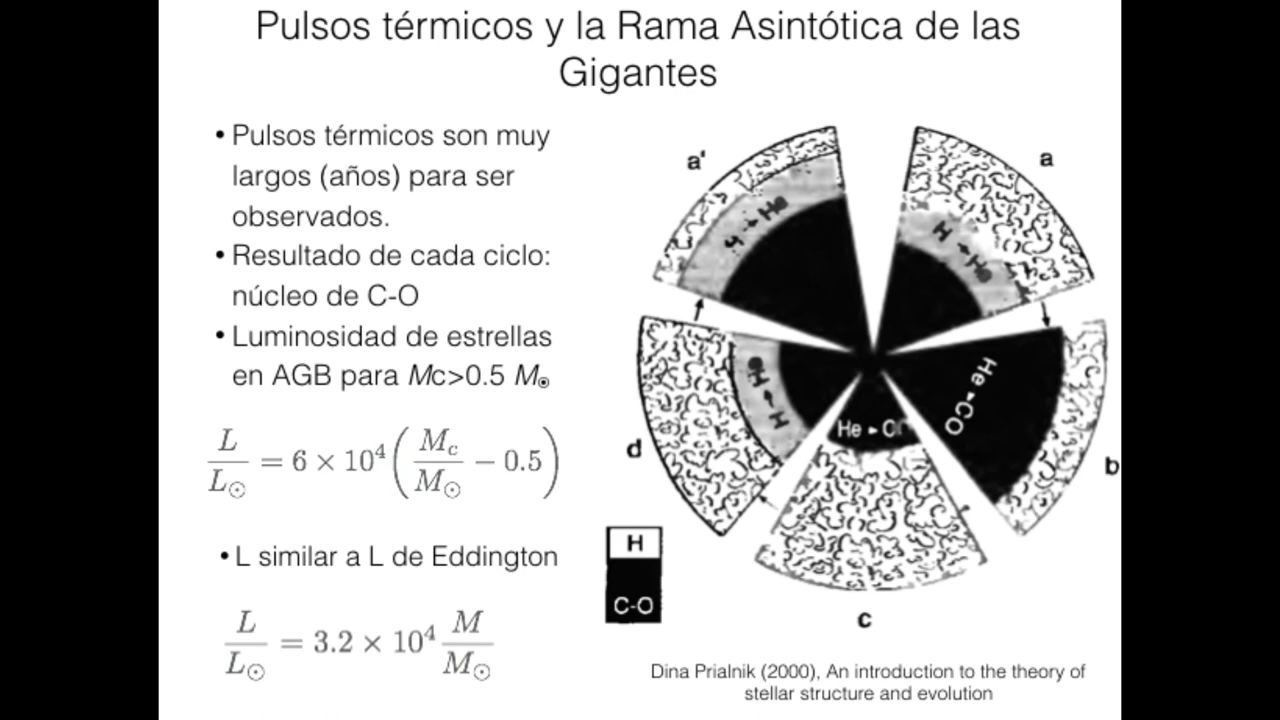 Pulsos térmicos y la Rama Asintótica de las
Gigantes
• Pulsos térmicos son muy
largos (años) para ser
observados.
• Resultado de cada ciclo:
núcleo de C-O
• Luminosidad de estrellas
en AGB para Mc>0.5 M⊙
L/L⊙ = 6 × 10⁴ (M_c/M⊙ − 0.5)
• L similar a L de Eddington
L/L⊙ = 3.2 × 10⁴ M/M⊙
a'
a
H → He
He ► CO
b
He ►
c
H → He
d
H
C-O
Dina Prialnik (2000), An introduction to the theory of
stellar structure and evolution